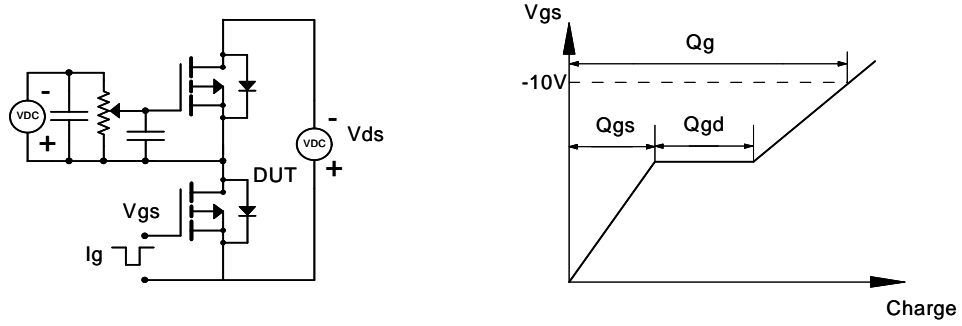 -
VDC
+
-
VDC
+
Vds
DUT
Vgs
Ig
Vgs
Qg
-10V
Qgs
Qgd
Charge